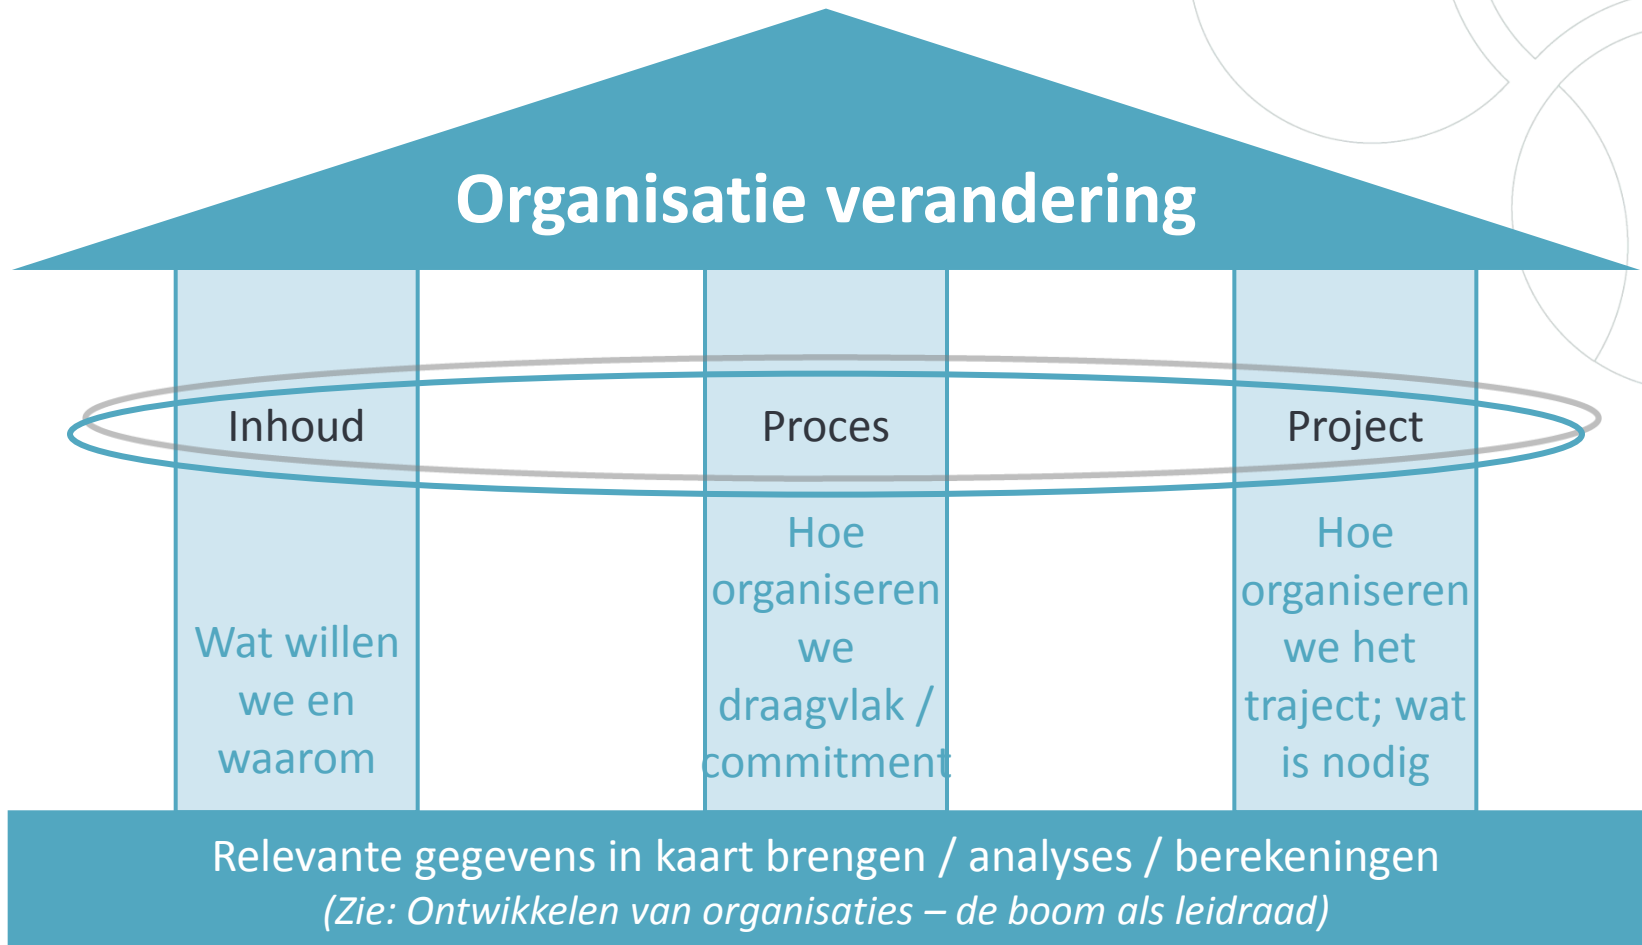 Organisatie verandering
Inhoud
Wat willen
we en
waarom
Proces
Hoe
organiseren
we
draagvlak /
commitment
Project
Hoe
organiseren
we het
traject; wat
is nodig
Relevante gegevens in kaart brengen / analyses / berekeningen
(Zie: Ontwikkelen van organisaties – de boom als leidraad)